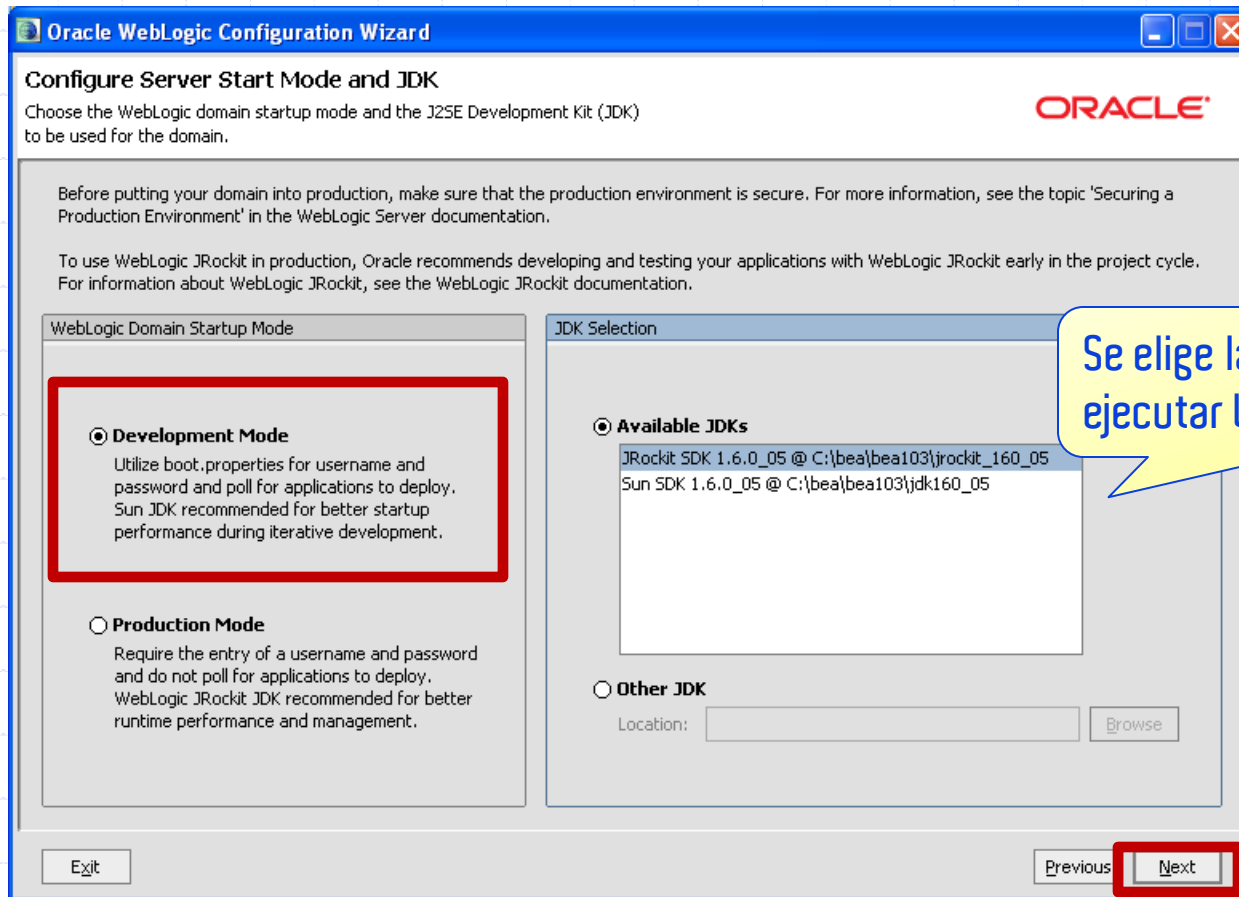 Oracle WebLogic Configuration Wizard
Configure Server Start Mode and JDK
Choose the WebLogic domain startup mode and the J2SE Development Kit (JDK)
to be used for the domain.
ORACLE
Before putting your domain into production, make sure that the production environment is secure. For more information, see the topic 'Securing a
Production Environment' in the WebLogic Server documentation.
To use WebLogic JRockit in production, Oracle recommends developing and testing your applications with WebLogic JRockit early in the project cycle.
For information about WebLogic JRockit, see the WebLogic JRockit documentation.
WebLogic Domain Startup Mode
Development Mode
Utilize boot.properties for username and
password and poll for applications to deploy.
Sun JDK recommended for better startup
performance during iterative development.
Production Mode
Require the entry of a username and password
and do not poll for applications to deploy.
WebLogic JRockit JDK recommended for better
runtime performance and management.
JDK Selection
Available JDKs
JRockit SDK 1.6.0_05 @ C:\bea\bea103\jrockit_160_05
Sun SDK 1.6.0_05 @ C:\bea\bea103\jdk160_05
Other JDK
Location:
Browse
Se elige
ejecutar
Exit
Previous
Next